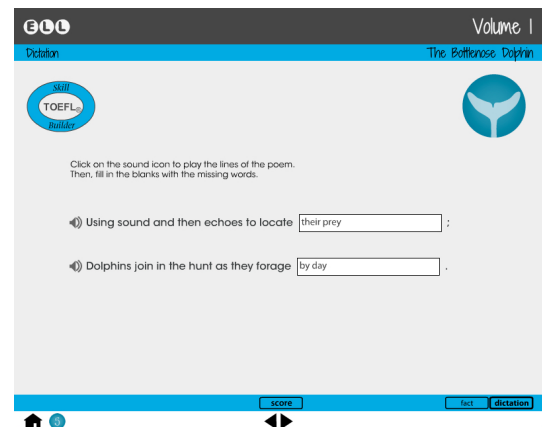 ELL Volume 1
Dictation The Bottlenose Dolphin
Skill
TOEFL®
Builder
Click on the sound icon to play the lines of the poem.
Then, fill in the blanks with the missing words.
Using sound and then echoes to locate their prey ;
Dolphins join in the hunt as they forage by day .
score fact dictation
5